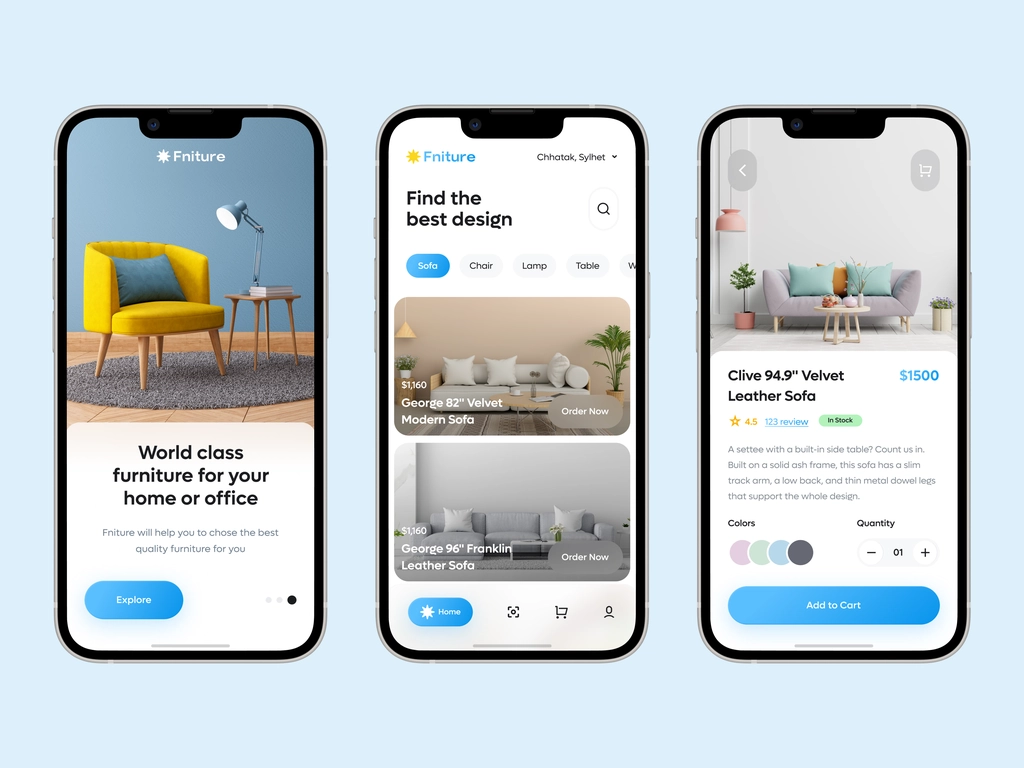 Fniture
World class
furniture for your
home or office
Fniture will help you to chose the best
quality furniture for you
Explore
Fniture
Chhatak, Sylhet
Find the
best design
Sofa
Chair
Lamp
Table
W
$1,160
George 82" Velvet
Modern Sofa
Order Now
$1,160
George 96" Franklin
Leather Sofa
Order Now
Home
Clive 94.9" Velvet
Leather Sofa
$1500
4.5
123 review
In Stock
A settee with a built-in side table? Count us in.
Built on a solid ash frame, this sofa has a slim
track arm, a low back, and thin metal dowel legs
that support the whole design.
Colors
Quantity
01
Add to Cart